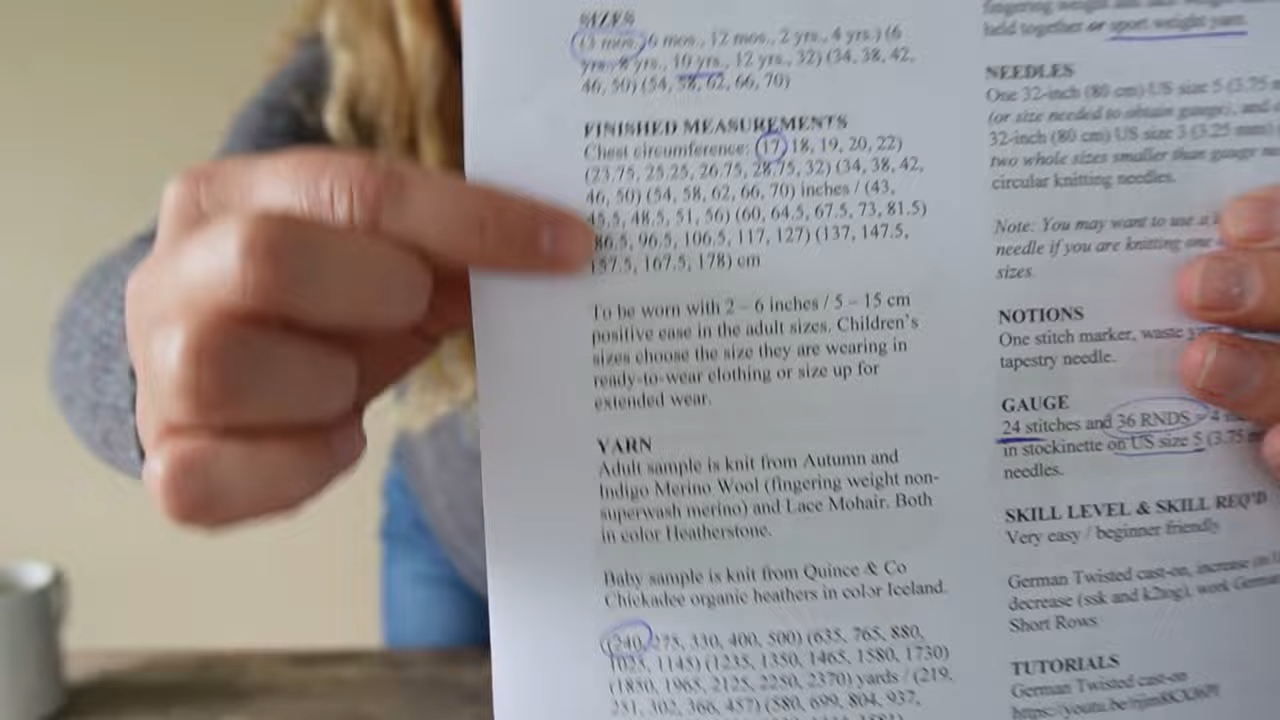 SIZES
(3 mos., 6 mos., 12 mos., 2 yrs., 4 yrs.) (6
yrs., 8 yrs., 10 yrs., 12 yrs., 32) (34, 38, 42,
46, 50) (54, 58, 62, 66, 70)
FINISHED MEASUREMENTS
Chest circumference: (17, 18, 19, 20, 22)
(23.75, 25.25, 26.75, 28.75, 32) (34, 38, 42,
46, 50) (54, 58, 62, 66, 70) inches / (43,
45.5, 48.5, 51, 56) (60, 64.5, 67.5, 73, 81.5)
86.5, 96.5, 106.5, 117, 127) (137, 147.5,
157.5, 167.5, 178) cm
To be worn with 2 – 6 inches / 5 – 15 cm
positive ease in the adult sizes. Children's
sizes choose the size they are wearing in
ready-to-wear clothing or size up for
extended wear.
YARN
Adult sample is knit from Autumn and
Indigo Merino Wool (fingering weight non-
superwash merino) and Lace Mohair. Both
in color Heatherstone.
Baby sample is knit from Quince & Co
Chickadee organic heathers in color Iceland.
(240, 275, 330, 400, 500) (635, 765, 880,
1025, 1145) (1235, 1350, 1465, 1580, 1730)
(1850, 1965, 2125, 2250, 2370) yards / (219,
251, 302, 366, 457) (580, 699, 804, 937,
fingering weight
held together or sport weight yarn.
NEEDLES
One 32-inch (80 cm) US size 5 (3.75
(or size needed to obtain gauge), and
32-inch (80 cm) US size 3 (3.25 mm)
two whole sizes smaller than gauge
circular knitting needles.
Note: You may want to use a
needle if you are knitting one
sizes.
NOTIONS
One stitch marker, waste
tapestry needle.
GAUGE
24 stitches and 36 RNDS = 4
in stockinette on US size 5 (3.75
needles.
SKILL LEVEL & SKILL REQ'D
Very easy / beginner friendly
German Twisted cast-on, increase
decrease (ssk and k2tog), work German
Short Rows
TUTORIALS
German Twisted cast-on